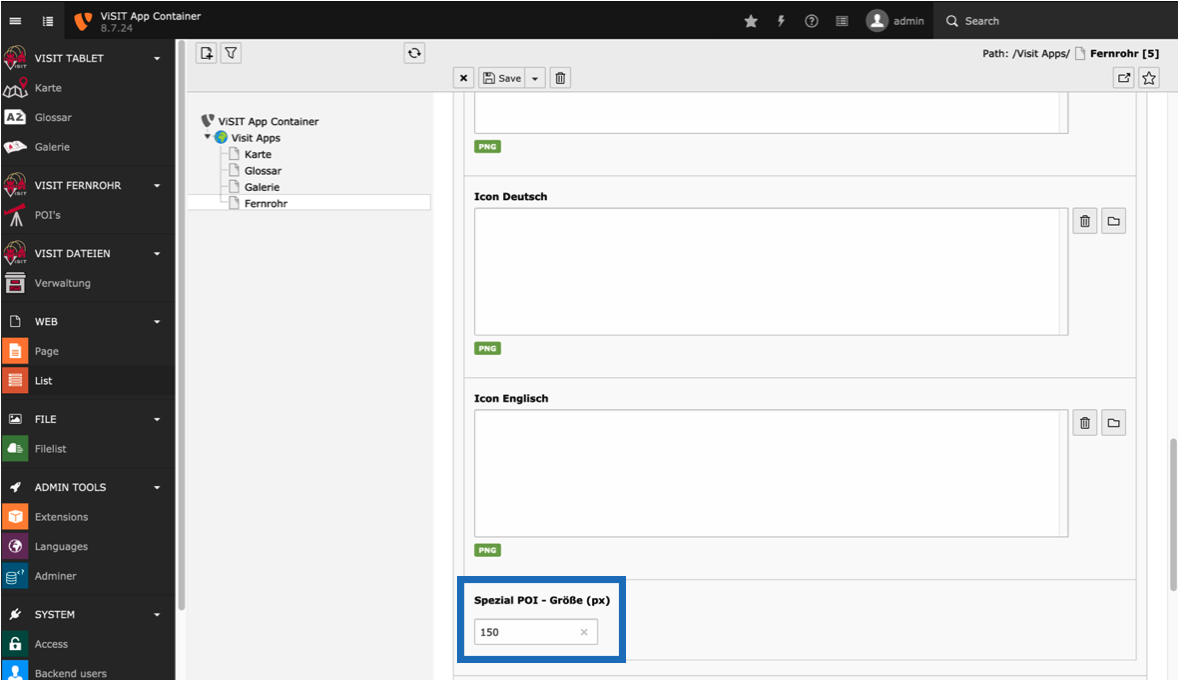 ViSIT App Container
8.7.24
admin
Search
VISIT TABLET
Karte
A2 Glossar
Galerie
VISIT FERNROHR
POI's
VISIT DATEIEN
Verwaltung
WEB
Page
List
FILE
Filelist
ADMIN TOOLS
Extensions
Languages
Adminer
SYSTEM
Access
Backend users
ViSIT App Container
Visit Apps
Karte
Glossar
Galerie
Fernrohr
Path: /Visit Apps/ Fernrohr [5]
Save
PNG
Icon Deutsch
PNG
Icon Englisch
PNG
Spezial POI - Größe (px)
150